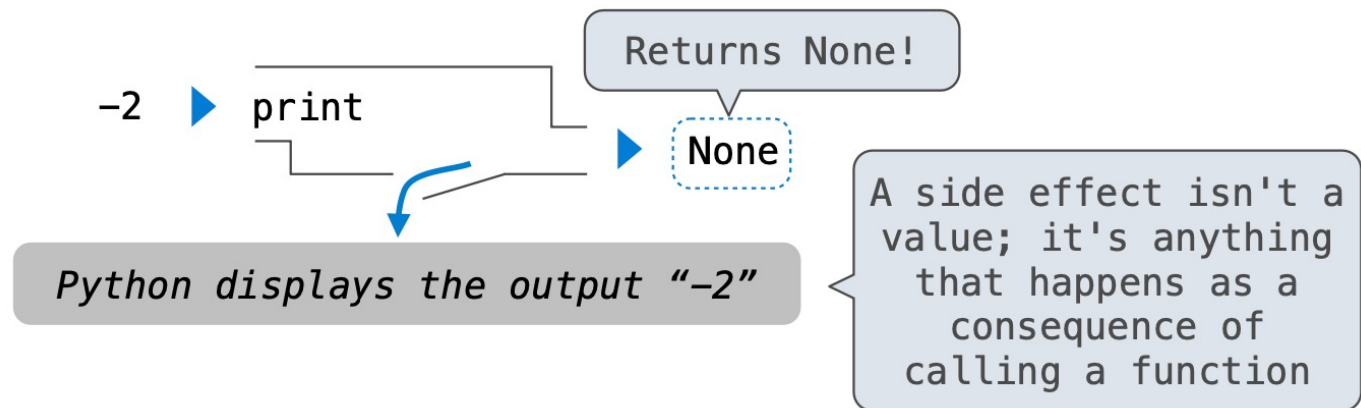 Returns None!
−2
print
None
A side effect isn't a
value; it's anything
that happens as a
consequence of
calling a function
Python displays the output “−2”